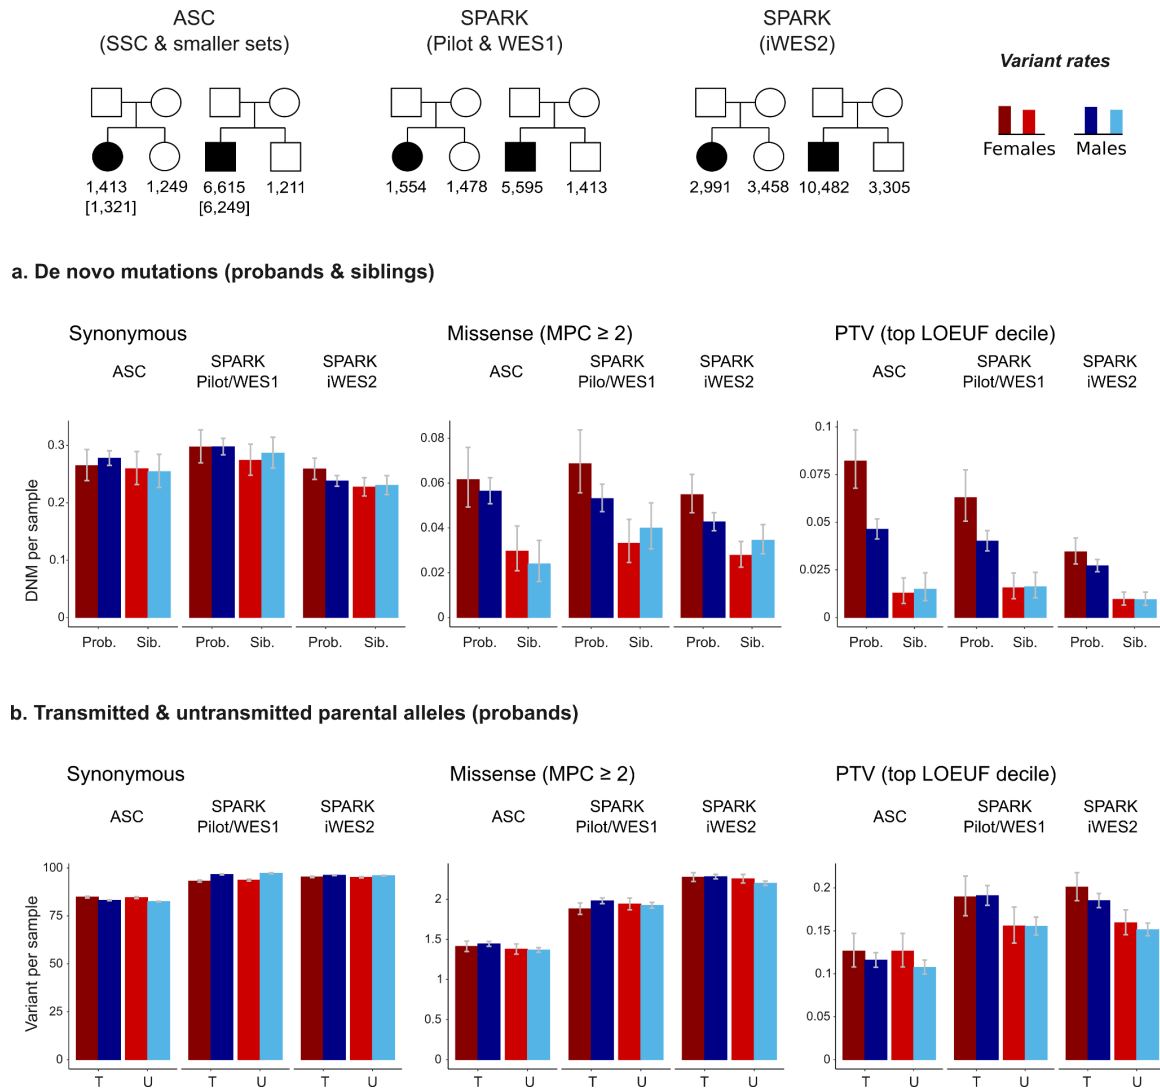 ASC
(SSC & smaller sets)
SPARK
(Pilot & WES1)
SPARK
(iWES2)
Variant rates
Females
Males
1,413
[1,321]
1,249
6,615
[6,249]
1,211
1,554
1,478
5,595
1,413
2,991
3,458
10,482
3,305
a. De novo mutations (probands & siblings)
Synonymous
ASC
SPARK
Pilot/WES1
SPARK
iWES2
DNM per sample
0.3
0.2
0.1
0
Prob.
Sib.
Prob.
Sib.
Prob.
Sib.
Missense (MPC ≥ 2)
ASC
SPARK
Pilo/WES1
SPARK
iWES2
0.08
0.06
0.04
0.02
0
Prob.
Sib.
Prob.
Sib.
Prob.
Sib.
PTV (top LOEUF decile)
ASC
SPARK
Pilot/WES1
SPARK
iWES2
0.1
0.075
0.05
0.025
0
Prob.
Sib.
Prob.
Sib.
Prob.
Sib.
b. Transmitted & untransmitted parental alleles (probands)
Synonymous
ASC
SPARK
Pilot/WES1
SPARK
iWES2
Variant per sample
100
75
50
25
0
T
U
T
U
T
U
Missense (MPC ≥ 2)
ASC
SPARK
Pilot/WES1
SPARK
iWES2
2
1.5
1
0.5
0
T
U
T
U
T
U
PTV (top LOEUF decile)
ASC
SPARK
Pilot/WES1
SPARK
iWES2
0.2
0.15
0.1
0.05
0
T
U
T
U
T
U